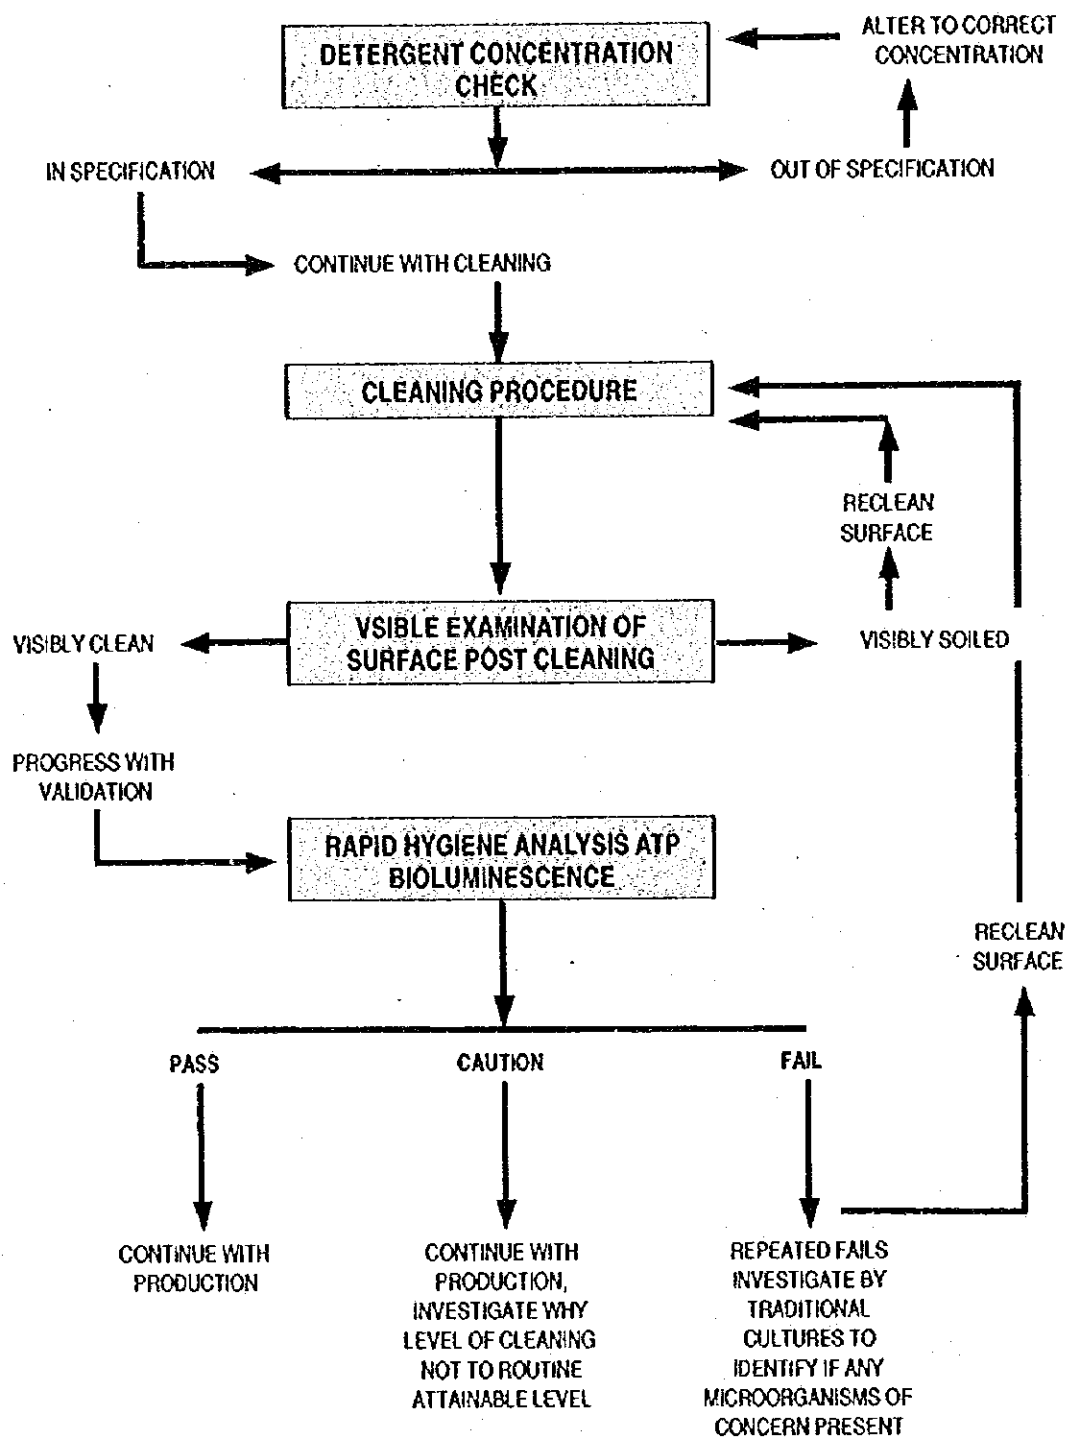 ALTER TO CORRECT
CONCENTRATION
DETERGENT CONCENTRATION
CHECK
IN SPECIFICATION
OUT OF SPECIFICATION
CONTINUE WITH CLEANING
CLEANING PROCEDURE
RECLEAN
SURFACE
VSIBLE EXAMINATION OF
SURFACE POST CLEANING
VISIBLY CLEAN
VISIBLY SOILED
PROGRESS WITH
VALIDATION
RAPID HYGIENE ANALYSIS ATP
BIOLUMINESCENCE
RECLEAN
SURFACE
PASS
CAUTION
FAIL
CONTINUE WITH
PRODUCTION
CONTINUE WITH
PRODUCTION,
INVESTIGATE WHY
LEVEL OF CLEANING
NOT TO ROUTINE
ATTAINABLE LEVEL
REPEATED FAILS
INVESTIGATE BY
TRADITIONAL
CULTURES TO
IDENTIFY IF ANY
MICROORGANISMS OF
CONCERN PRESENT